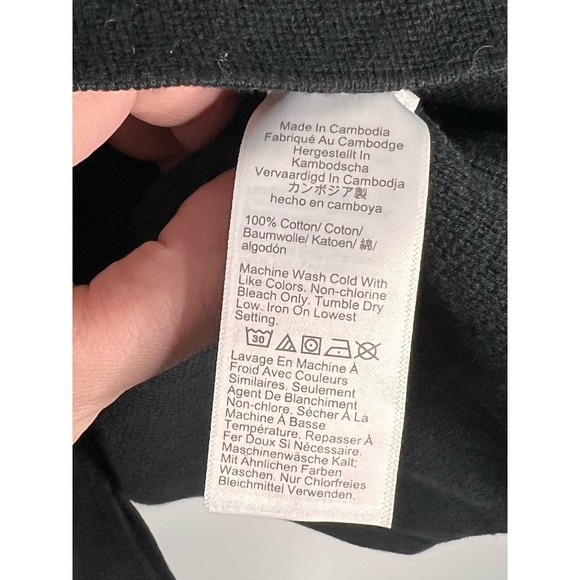 Made In Cambodia
Fabriqué Au Cambodge
Hergestellt In
Kambodscha
Vervaardigd In Cambodja
カンボジア製
hecho en camboya
100% Cotton/ Coton/
Baumwolle/ Katoen/ 綿/
algodón
Machine Wash Cold With
Like Colors. Non-chlorine
Bleach Only. Tumble Dry
Low. Iron On Lowest
Setting.
30
Lavage En Machine À
Froid Avec Couleurs
Similaires. Seulement
Agent De Blanchiment
Non-chlore. Sécher À La
Machine À Basse
Température. Repasser À
Fer Doux Si Nécessaire.
Maschinenwäsche Kalt;
Mit Ähnlichen Farben
Waschen. Nur Chlorfreies
Bleichmittel Verwenden.